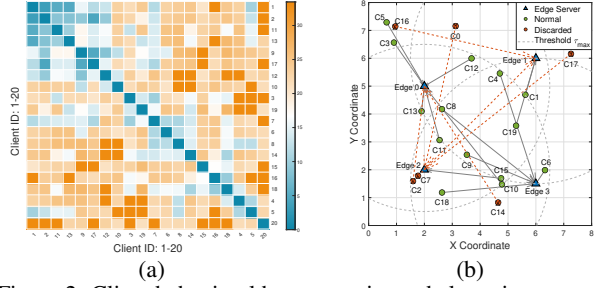 1
2
11
13
9
17
12
10
3
19
7
6
8
14
15
16
18
4
5
20
Client ID: 1-20
1 2 11 13 9 17 12 10 3 19 7 6 8 14 15 16 18 4 5 20
Client ID: 1-20
30
25
20
15
10
5
0
(a)
8
7
6
5
4
3
2
1
0
Y Coordinate
0 1 2 3 4 5 6 7 8
X Coordinate
Edge Server
Normal
Discarded
Threshold τmax
C5
C16
C3
C0
C12
Edge 1
C17
C4
Edge 0
C1
C8
C13
C19
C11
C9
Edge 2
C7
C2
C15
C10
C6
Edge 3
C18
C14
(b)